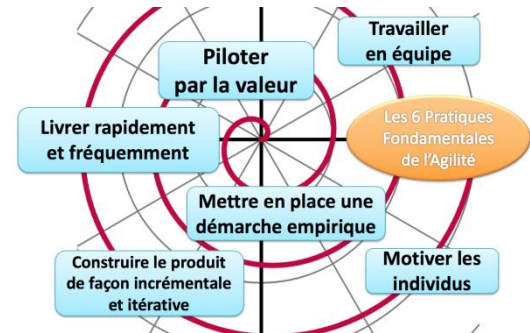 Travailler
en équipe
Piloter
par la valeur
Livrer rapidement
et fréquemment
Les 6 Pratiques
Fondamentales
de l'Agilité
Mettre en place une
démarche empirique
Construire le produit
de façon incrémentale
et itérative
Motiver les
individus